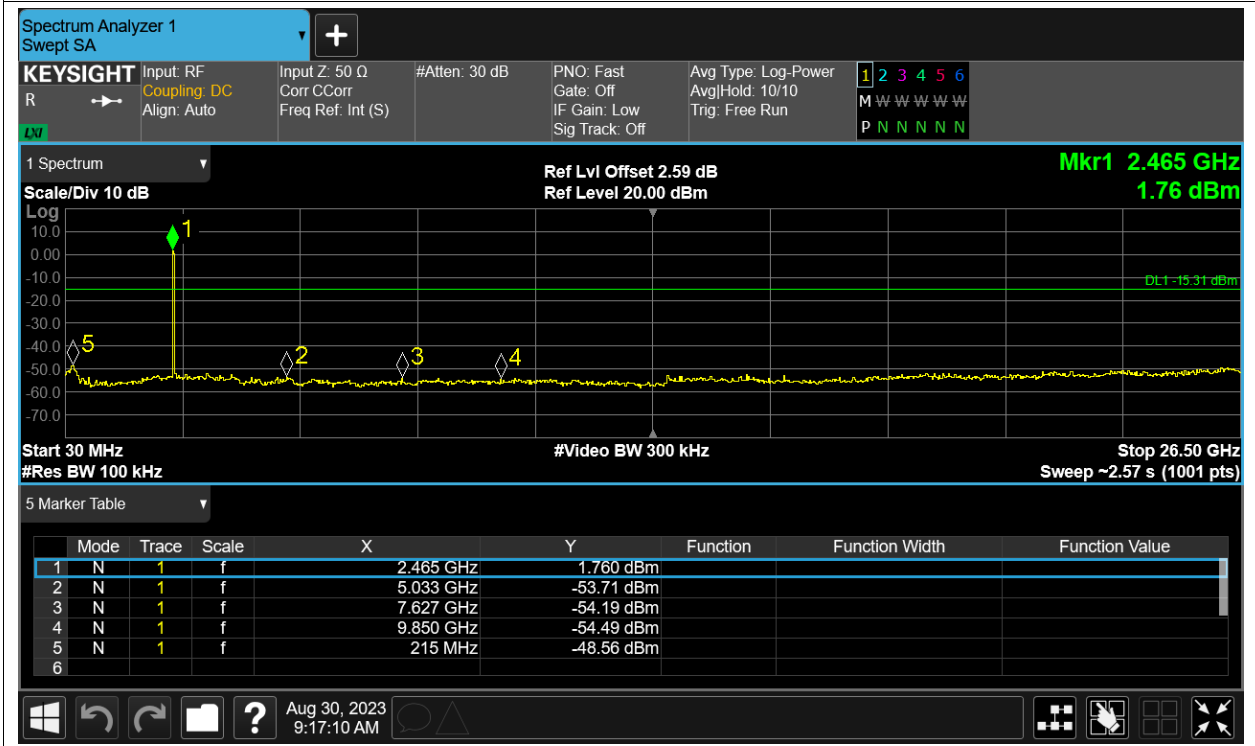 Spectrum Analyzer 1
Swept SA
+
KEYSIGHT
R
LXI
Input: RF
Coupling: DC
Align: Auto
Input Z: 50 Ω
Corr CCorr
Freq Ref: Int (S)
#Atten: 30 dB
PNO: Fast
Gate: Off
IF Gain: Low
Sig Track: Off
Avg Type: Log-Power
Avg|Hold: 10/10
Trig: Free Run
1 2 3 4 5 6
M W W W W W
P N N N N N
1 Spectrum
Scale/Div 10 dB
Ref Lvl Offset 2.59 dB
Ref Level 20.00 dBm
Mkr1 2.465 GHz
1.76 dBm
Log
10.0
0.00
-10.0
-20.0
-30.0
-40.0
-50.0
-60.0
-70.0
1
DL1 -15.31 dBm
5
2
3
4
Start 30 MHz
#Res BW 100 kHz
#Video BW 300 kHz
Stop 26.50 GHz
Sweep ~2.57 s (1001 pts)
5 Marker Table
Mode Trace Scale X Y Function Function Width Function Value
1 N 1 f 2.465 GHz 1.760 dBm
2 N 1 f 5.033 GHz -53.71 dBm
3 N 1 f 7.627 GHz -54.19 dBm
4 N 1 f 9.850 GHz -54.49 dBm
5 N 1 f 215 MHz -48.56 dBm
6
?
Aug 30, 2023
9:17:10 AM